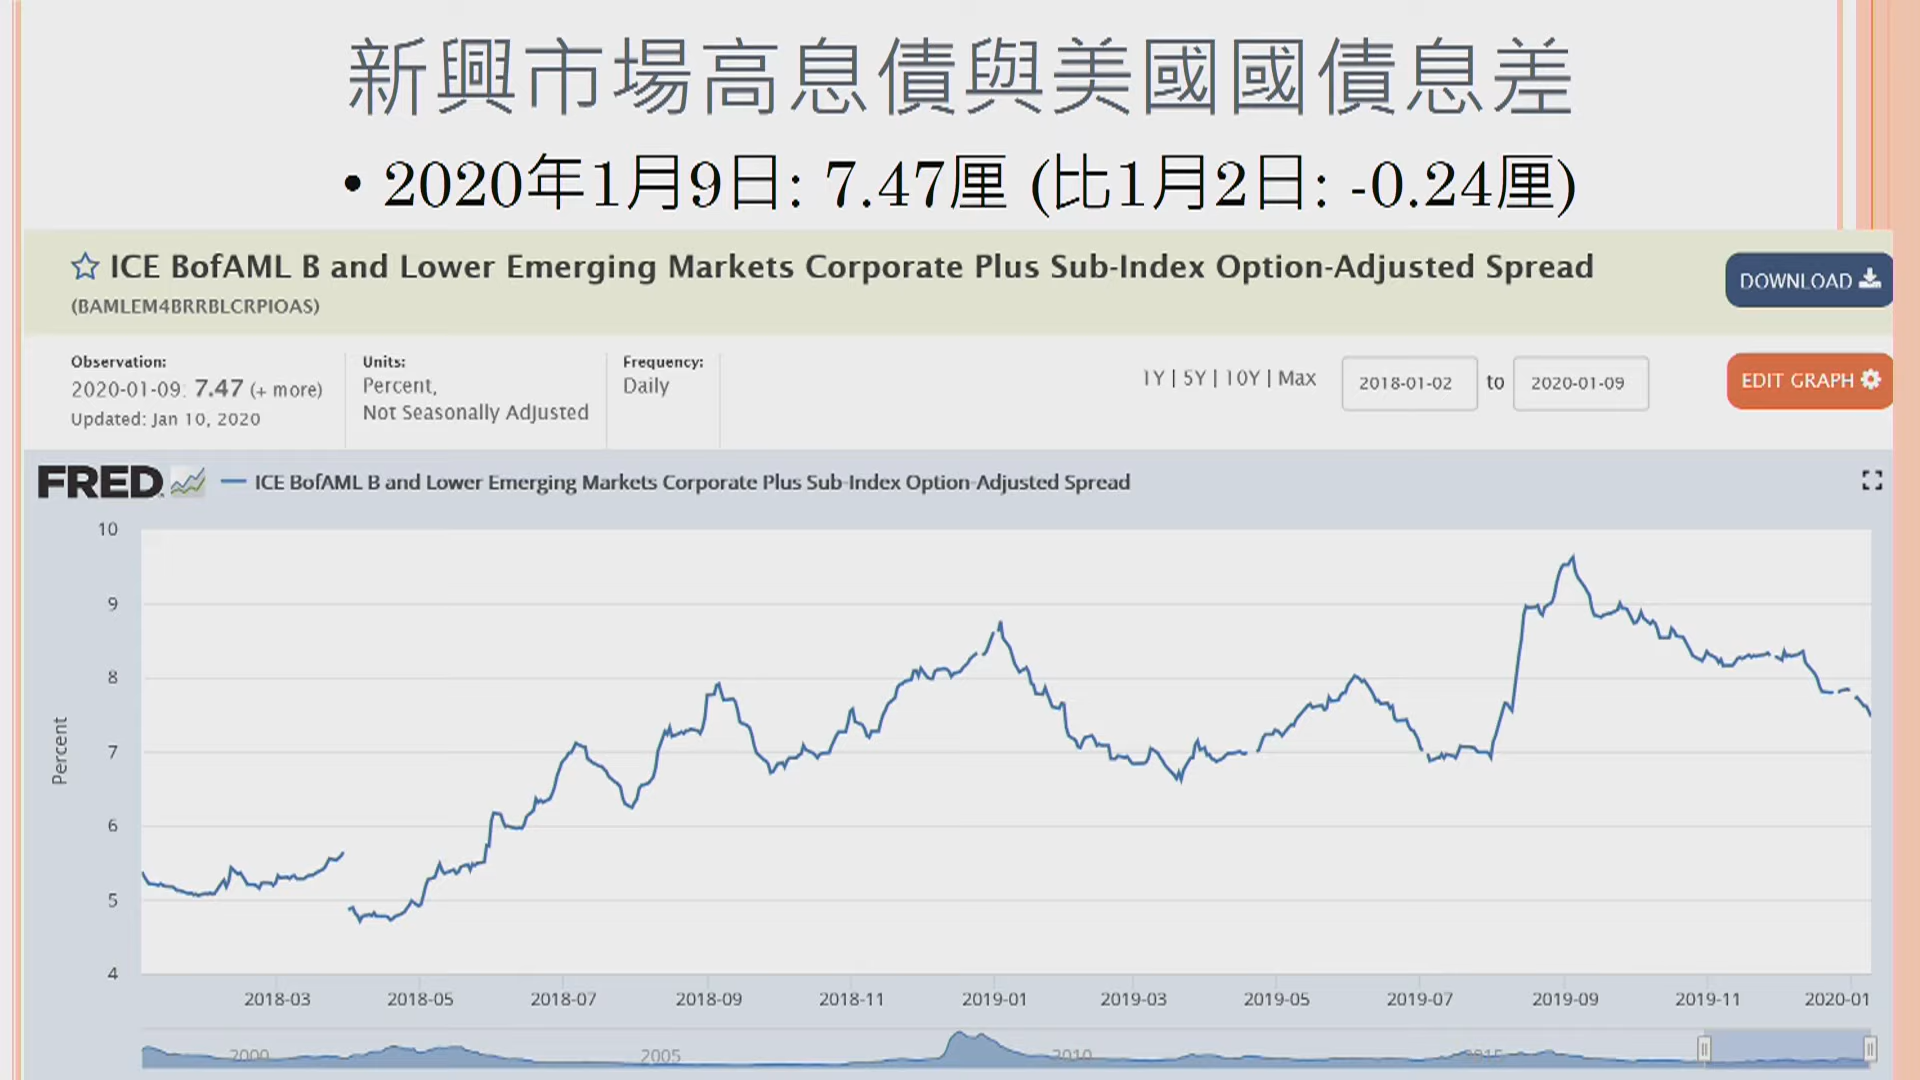 新興市場高息債與美國國債息差
• 2020年1月9日: 7.47厘 (比1月2日: -0.24厘)
ICE BofAML B and Lower Emerging Markets Corporate Plus Sub-Index Option-Adjusted Spread
(BAMLEM4BRRBLCRPIOAS)
DOWNLOAD
Observation:
2020-01-09: 7.47 (+ more)
Updated: Jan 10, 2020
Units:
Percent,
Not Seasonally Adjusted
Frequency:
Daily
1Y | 5Y | 10Y | Max
2018-01-02 to 2020-01-09
EDIT GRAPH
FRED
ICE BofAML B and Lower Emerging Markets Corporate Plus Sub-Index Option-Adjusted Spread
Percent
10
9
8
7
6
5
4
2018-03 2018-05 2018-07 2018-09 2018-11 2019-01 2019-03 2019-05 2019-07 2019-09 2019-11 2020-01
2000 2005 2010 2015